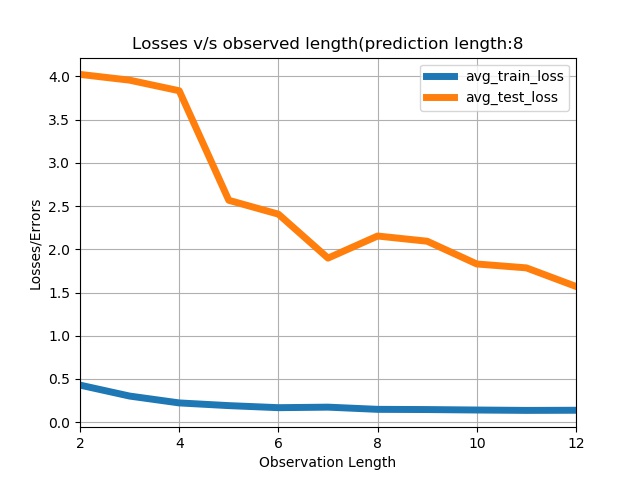 Losses v/s observed length(prediction length:8
avg_train_loss
avg_test_loss
4.0
3.5
3.0
2.5
2.0
1.5
1.0
0.5
0.0
Losses/Errors
2 4 6 8 10 12
Observation Length